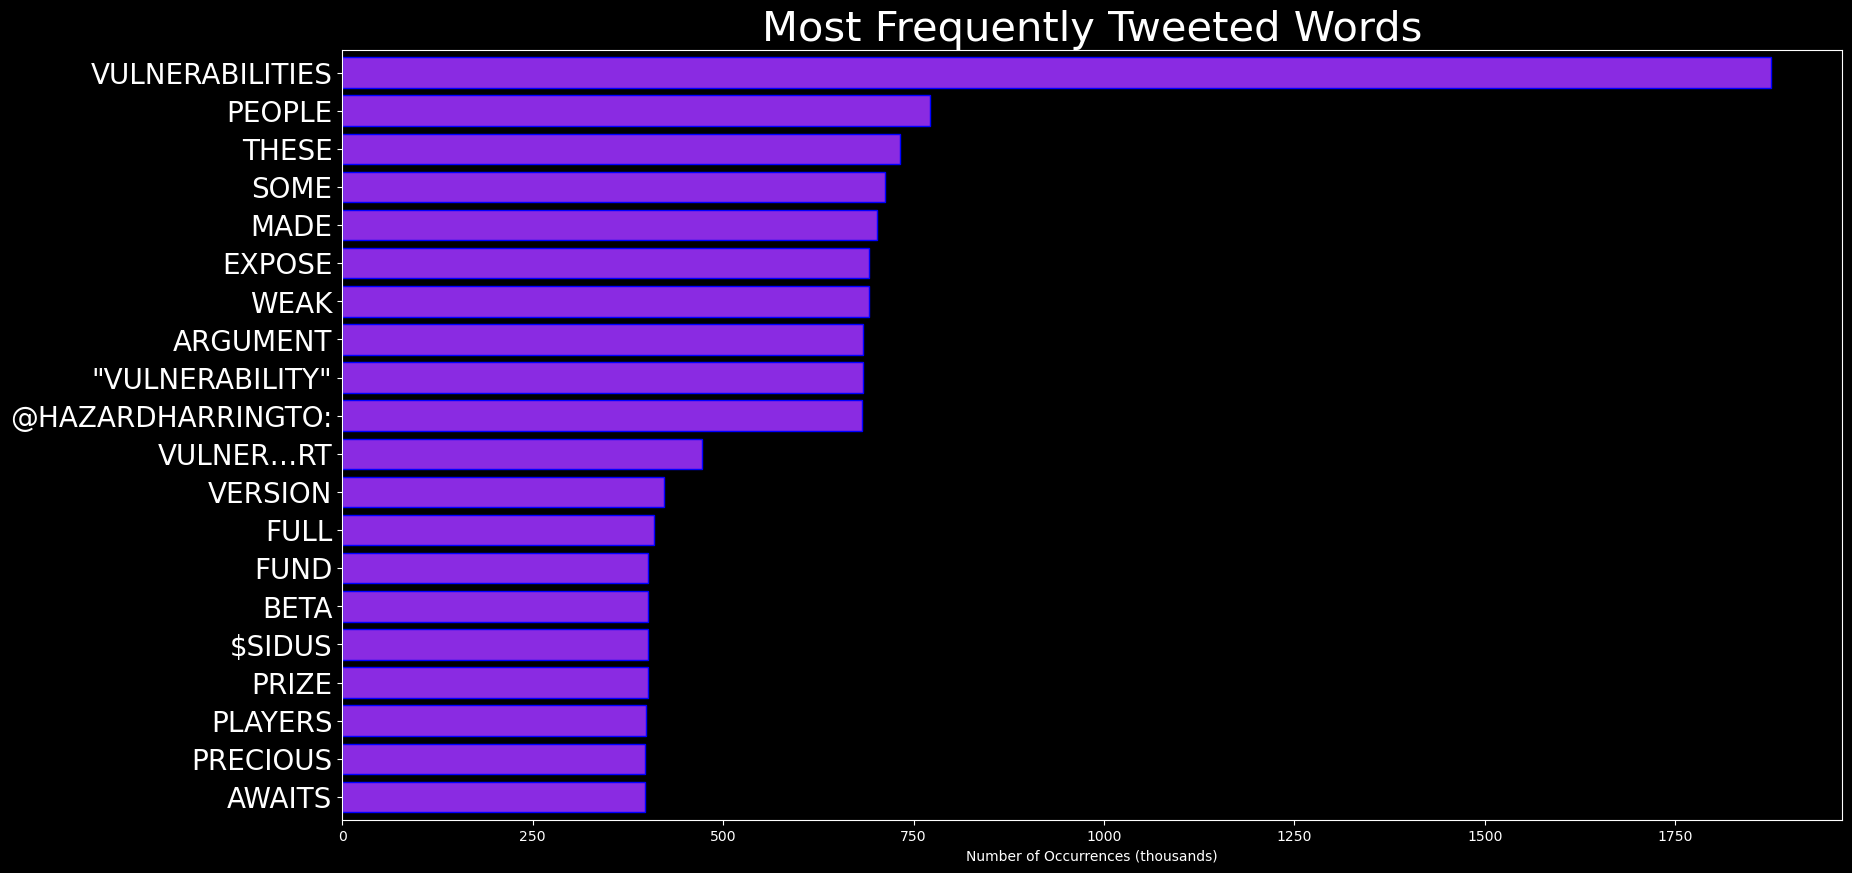 Most Frequently Tweeted Words
VULNERABILITIES
PEOPLE
THESE
SOME
MADE
EXPOSE
WEAK
ARGUMENT
"VULNERABILITY"
@HAZARDHARRINGTO:
VULNER…RT
VERSION
FULL
FUND
BETA
$SIDUS
PRIZE
PLAYERS
PRECIOUS
AWAITS
0 250 500 750 1000 1250 1500 1750
Number of Occurrences (thousands)